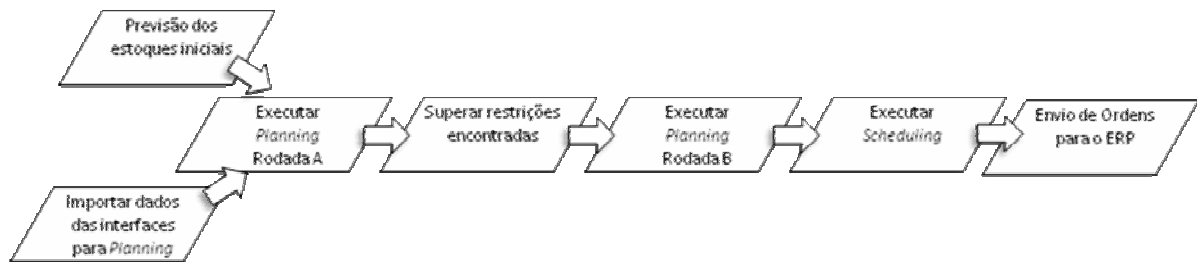 Previsão dos
estoques iniciais
Executar
Planning
Rodada A
Superar restrições
encontradas
Executar
Planning
Rodada B
Executar
Scheduling
Envio de Ordens
para o ERP
Importar dados
das interfaces
para Planning